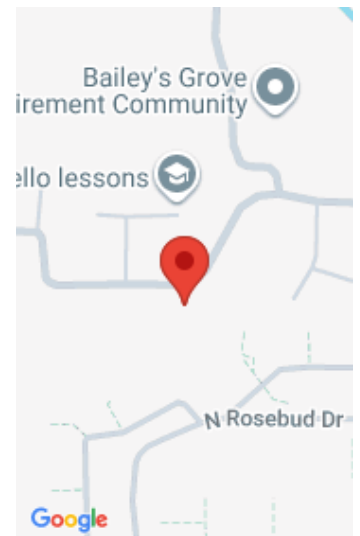 Bailey's Grove
irement Community
ello lessons
N Rosebud Dr
Google